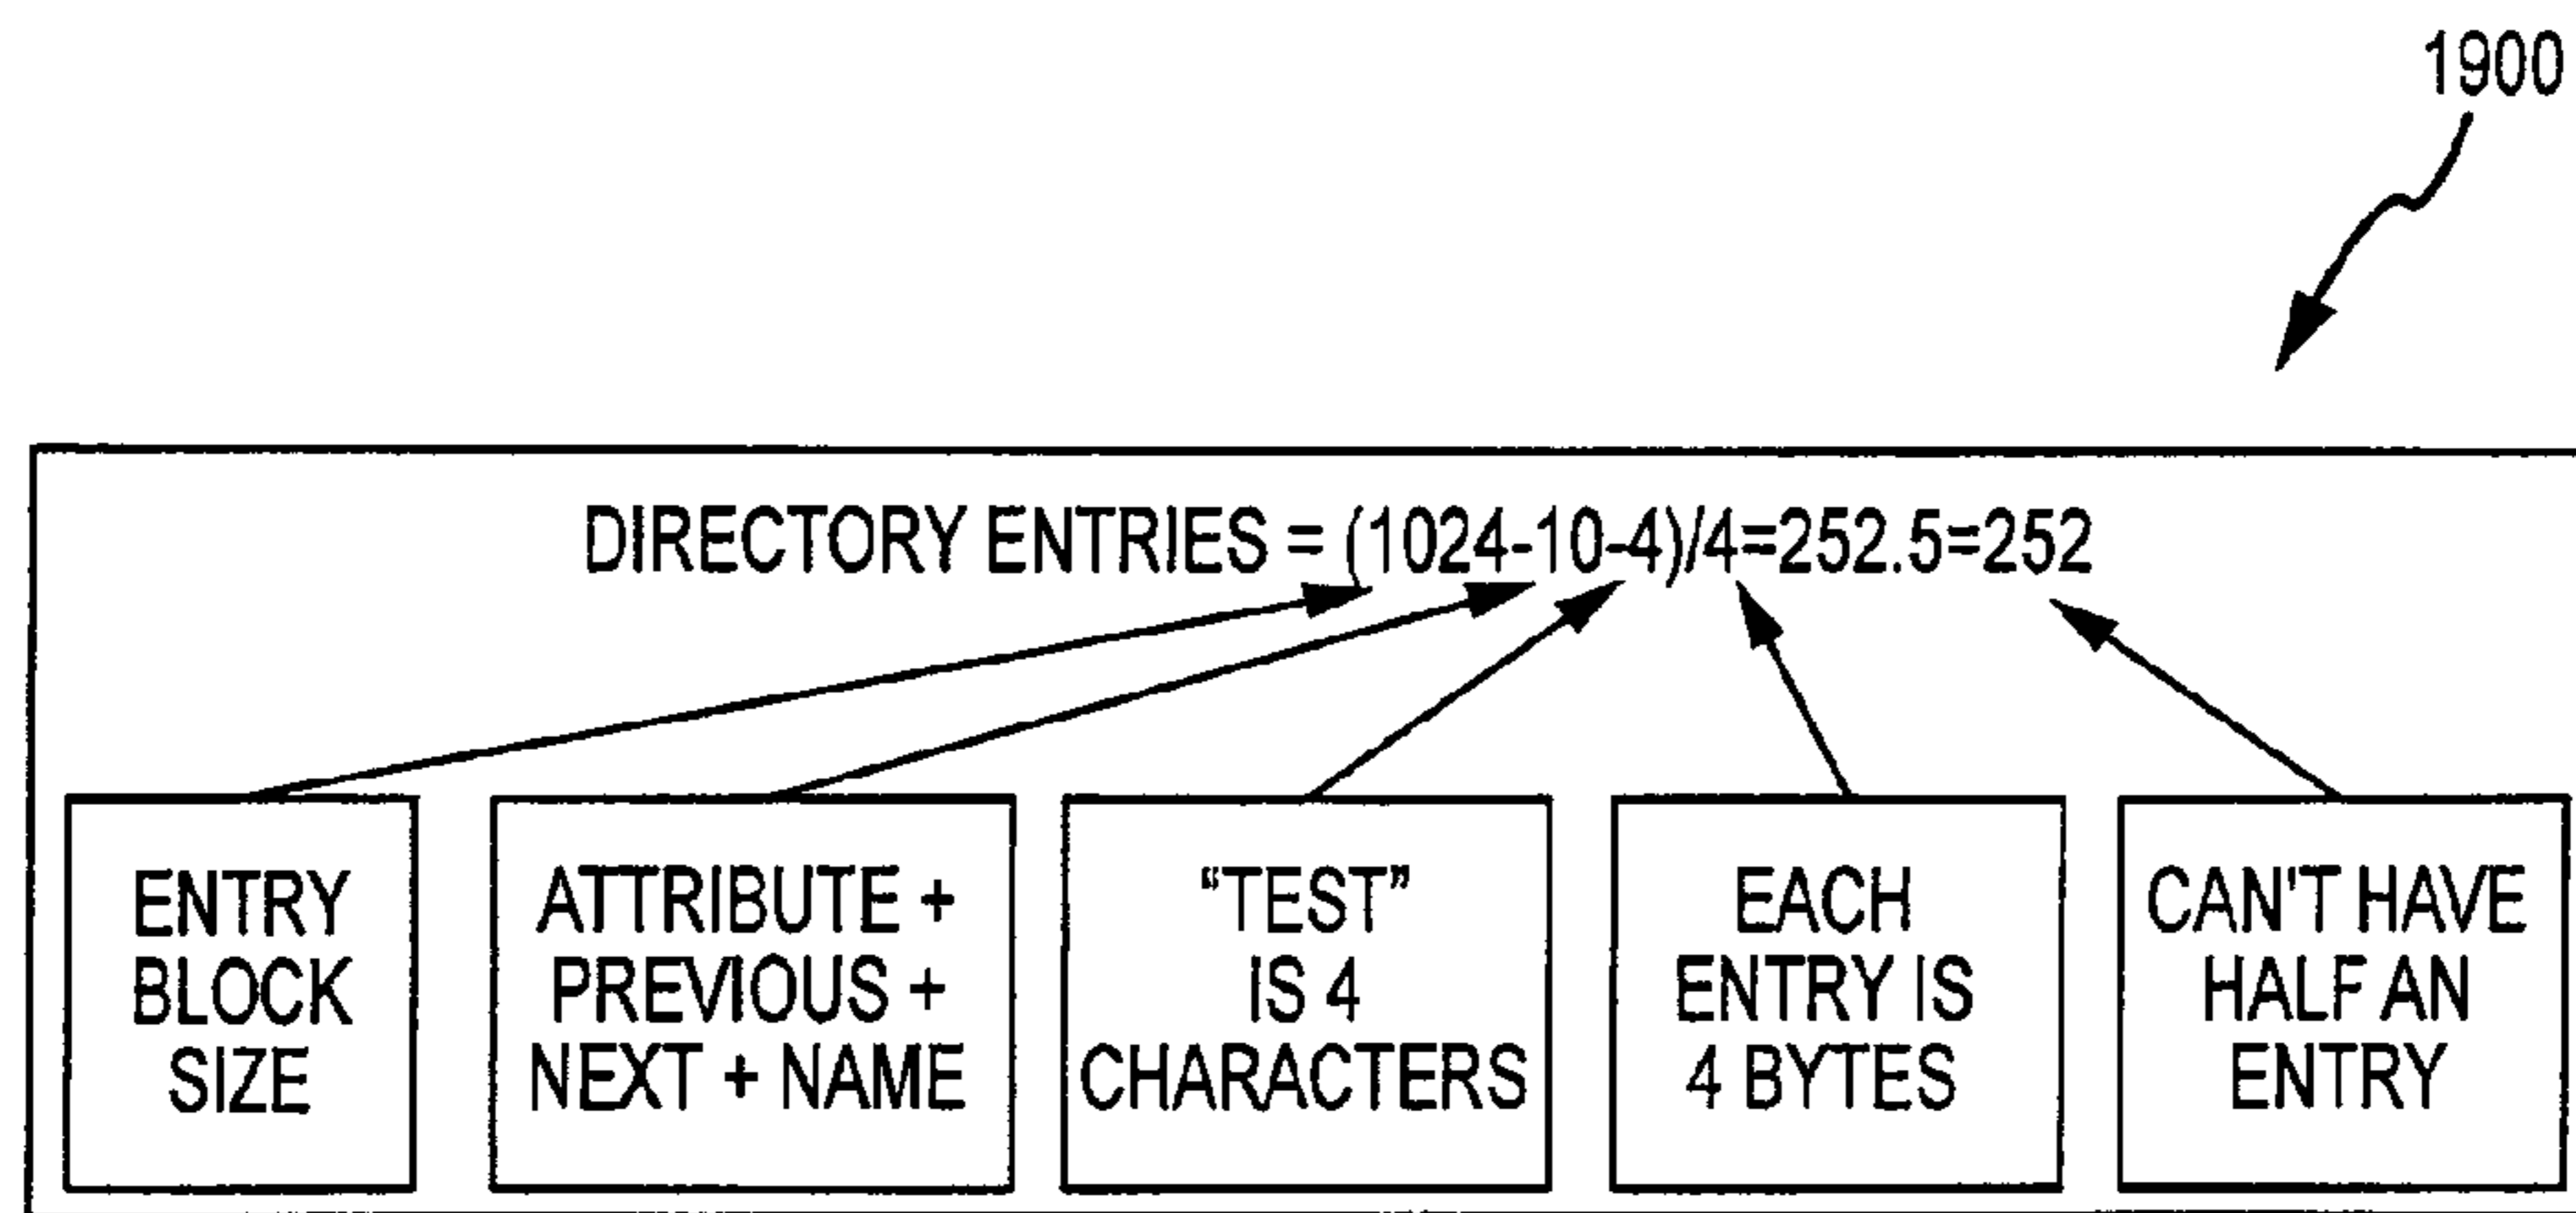 1900
DIRECTORY ENTRIES = (1024-10-4)/4=252.5=252
ENTRY
BLOCK
SIZE
ATTRIBUTE +
PREVIOUS +
NEXT + NAME
“TEST”
IS 4
CHARACTERS
EACH
ENTRY IS
4 BYTES
CAN'T HAVE
HALF AN
ENTRY